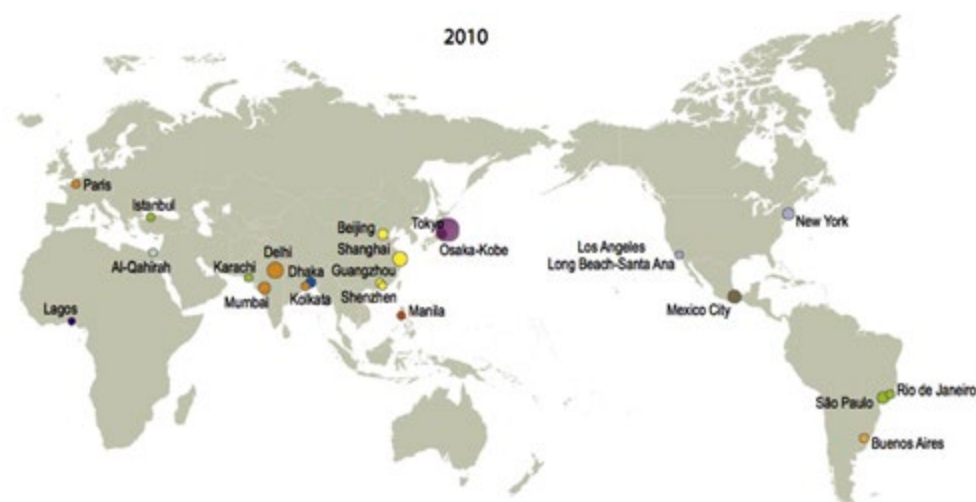 2010
Paris
Istanbul
Al-Qahirah
Lagos
Karachi
Delhi
Mumbai
Dhaka
Kolkata
Beijing
Shanghai
Guangzhou
Shenzhen
Tokyo
Osaka-Kobe
Manila
Los Angeles
Long Beach-Santa Ana
New York
Mexico City
São Paulo
Rio de Janeiro
Buenos Aires